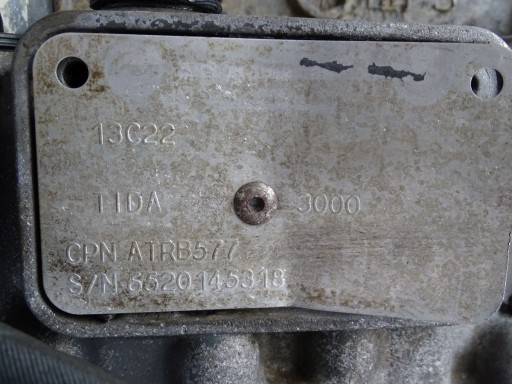 13C22
TIDA 3000
CPN ATRB577
S/N 6520145318